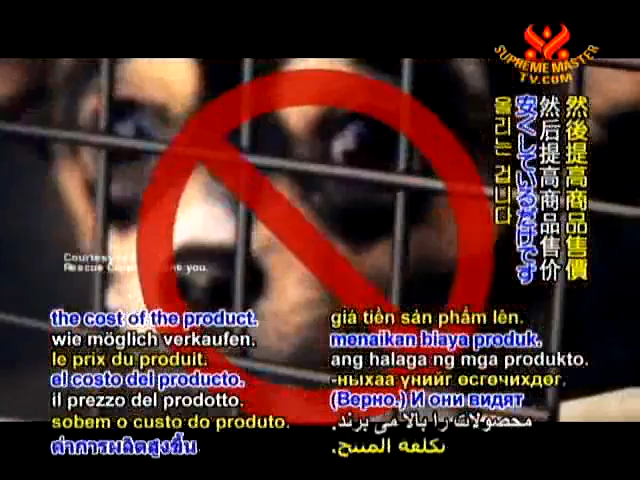 SUPREME MASTER
TV.COM
然後提高商品售價
然后提高商品售价
安くしているだけです
올리는 겁니다
Courtesy
Rescue you.
the cost of the product.
wie möglich verkaufen.
le prix du produit.
el costo del producto.
il prezzo del prodotto.
sobem o custo do produto.
ค่าการผลิตสูงขึ้น
giá tiền sản phẩm lên.
menaikan biaya produk.
ang halaga ng mga produkto.
-ныхаа үнийг өсгөчихдөг.
(Верно.) И они видят
محصولات را بالا می برند.
تكلفة المنتج.